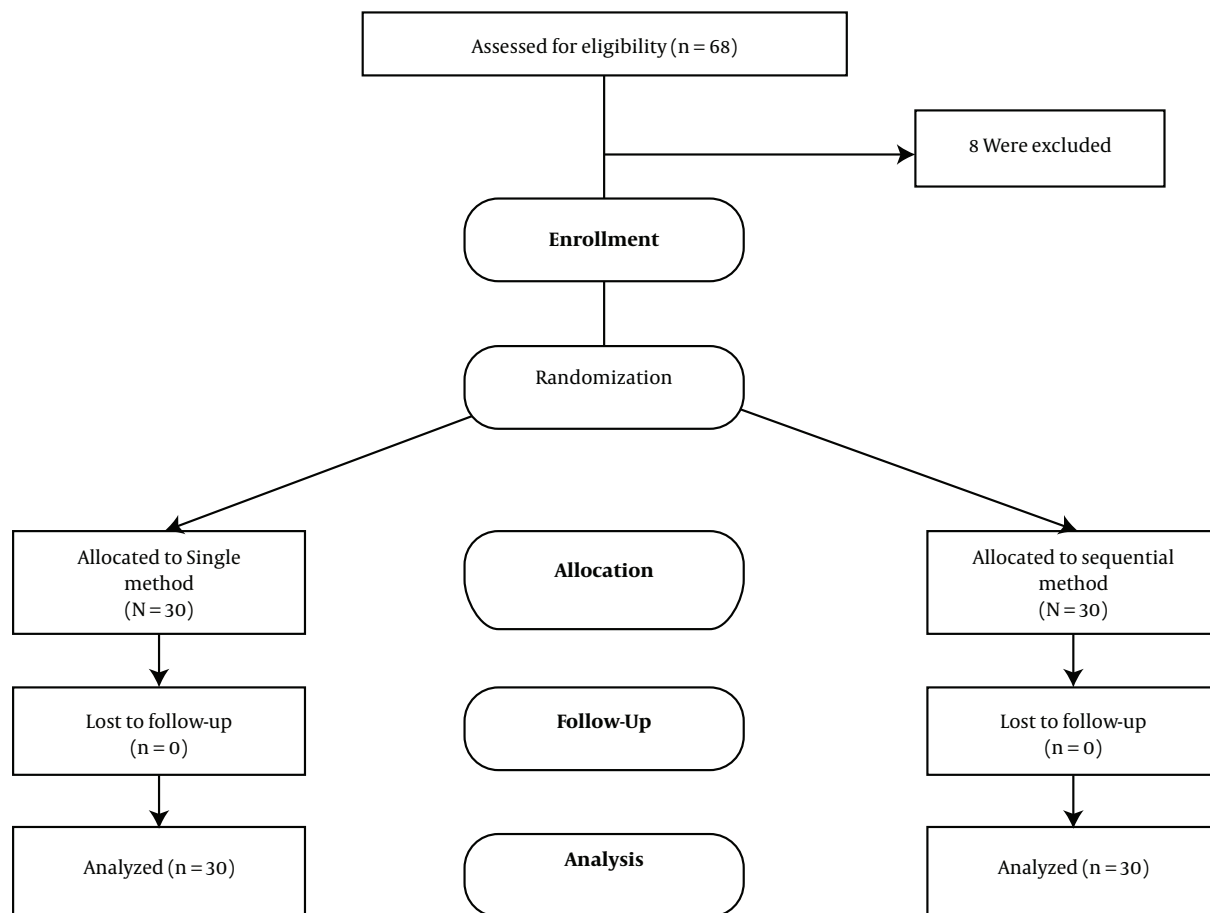 Assessed for eligibility (n = 68)
8 Were excluded
Enrollment
Randomization
Allocated to Single
method
(N = 30)
Allocation
Allocated to sequential
method
(N = 30)
Lost to follow-up
(n = 0)
Follow-Up
Lost to follow-up
(n = 0)
Analyzed (n = 30)
Analysis
Analyzed (n = 30)